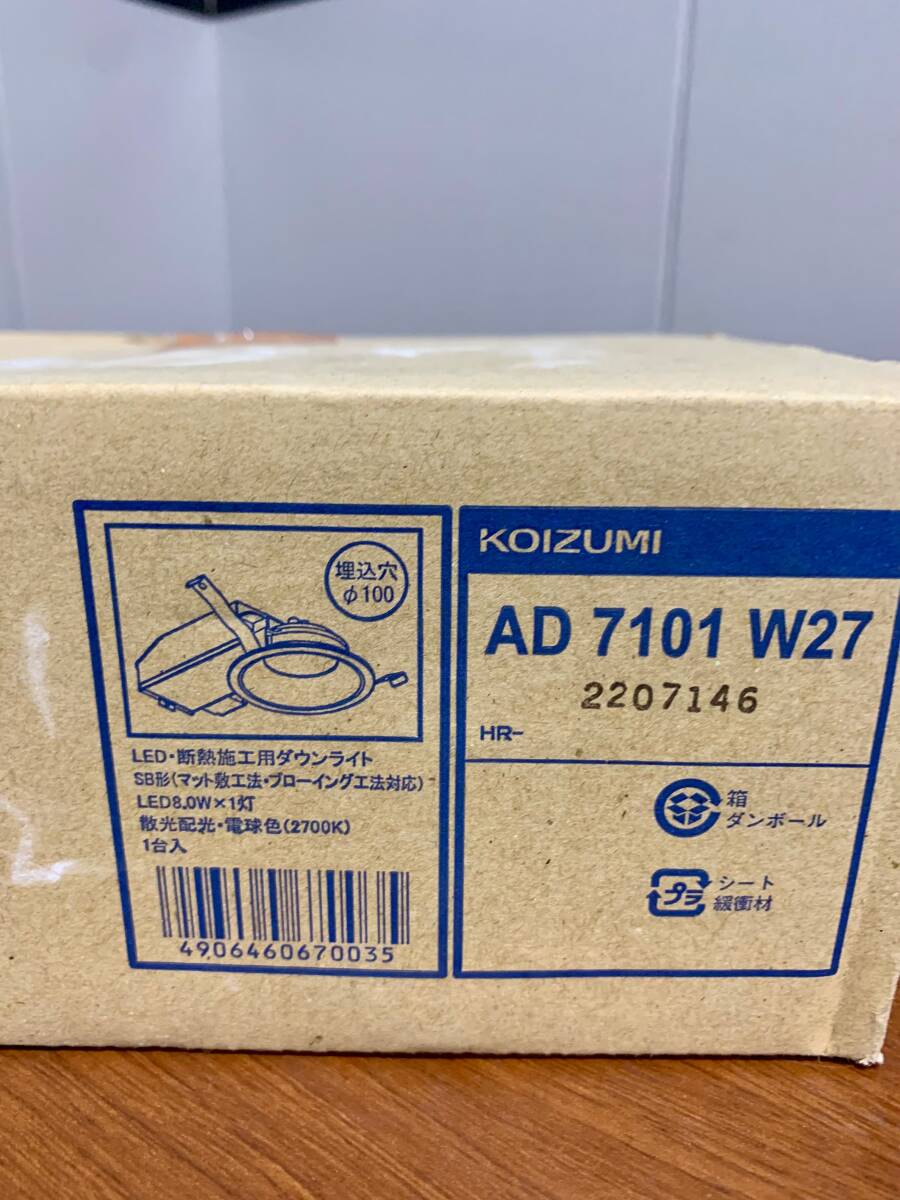 埋込穴
φ100
LED・断熱施工用ダウンライト
SB形(マット敷工法・ブローイング工法対応)
LED8.0W×1灯
散光配光・電球色(2700K)
1台入
4906460670035
KOIZUMI
AD 7101 W27
2207146
HR-
箱
ダンボール
プラ
シート
緩衝材